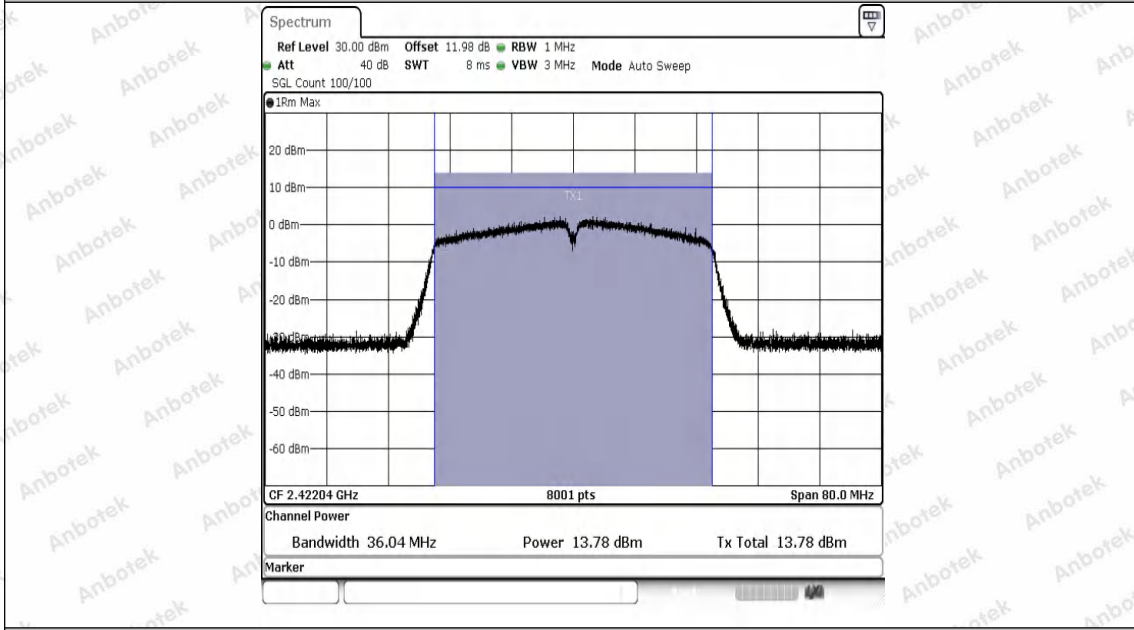 Spectrum
Ref Level 30.00 dBm Offset 11.98 dB RBW 1 MHz
Att 40 dB SWT 8 ms VBW 3 MHz Mode Auto Sweep
SGL Count 100/100
1Rm Max
20 dBm
10 dBm
TX1
0 dBm
-10 dBm
-20 dBm
-30 dBm
-40 dBm
-50 dBm
-60 dBm
CF 2.42204 GHz 8001 pts Span 80.0 MHz
Channel Power
Bandwidth 36.04 MHz Power 13.78 dBm Tx Total 13.78 dBm
Marker
Anbotek